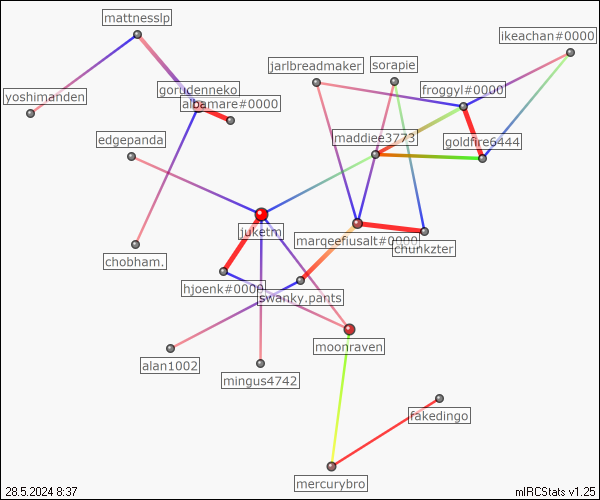 mattnesslp
ikeachan#0000
jarlbreadmaker
sorapie
yoshimanden
gorudenneko
froggyl#0000
albamare#0000
edgepanda
maddiee3773
goldfire6444
juketm
marqeefiusalt#0000
chunkzter
chobham.
hjoenk#0000
swanky.pants
moonraven
alan1002
mingus4742
fakedingo
mercurybro
28.5.2024 8:37
mIRCStats v1.25